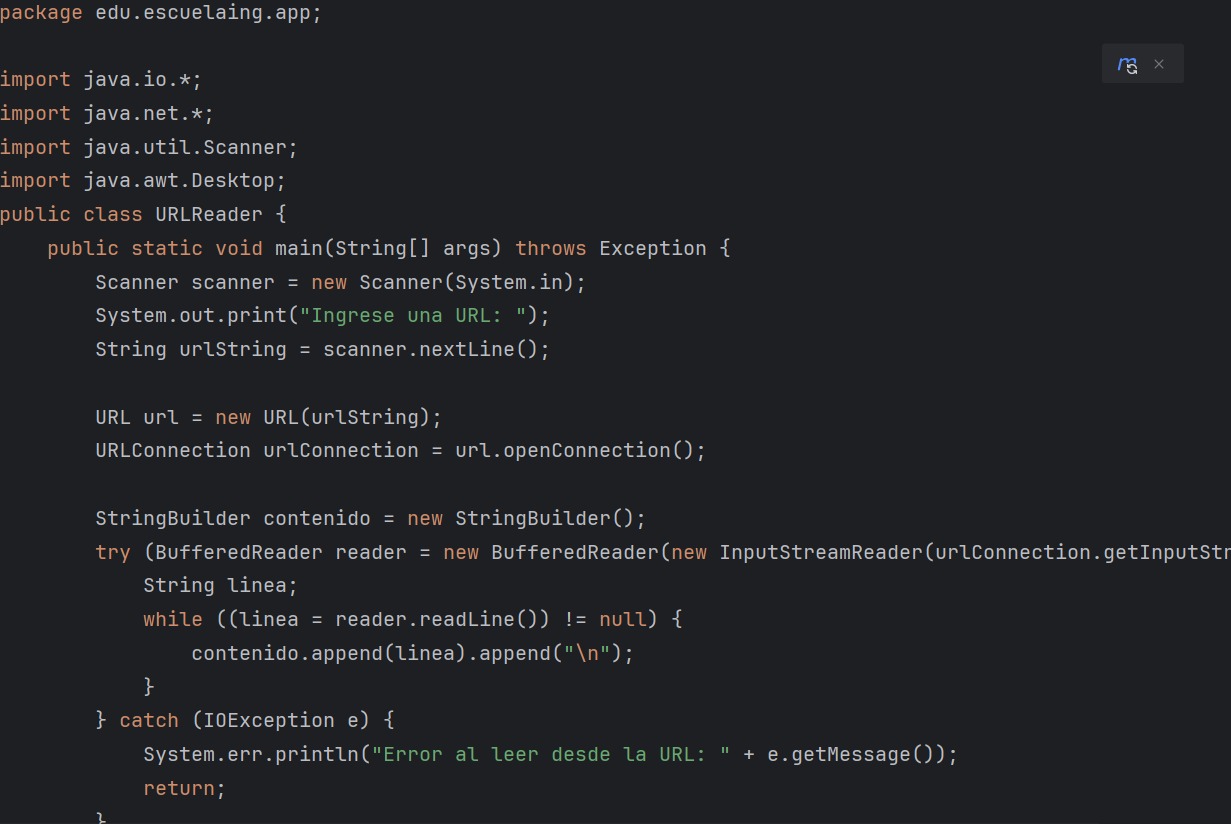 package edu.escuelaing.app;
import java.io.*;
import java.net.*;
import java.util.Scanner;
import java.awt.Desktop;
public class URLReader {
    public static void main(String[] args) throws Exception {
        Scanner scanner = new Scanner(System.in);
        System.out.print("Ingrese una URL: ");
        String urlString = scanner.nextLine();
        URL url = new URL(urlString);
        URLConnection urlConnection = url.openConnection();
        StringBuilder contenido = new StringBuilder();
        try (BufferedReader reader = new BufferedReader(new InputStreamReader(urlConnection.getInputStr
            String linea;
            while ((linea = reader.readLine()) != null) {
                contenido.append(linea).append("\n");
            }
        } catch (IOException e) {
            System.err.println("Error al leer desde la URL: " + e.getMessage());
            return;
        }